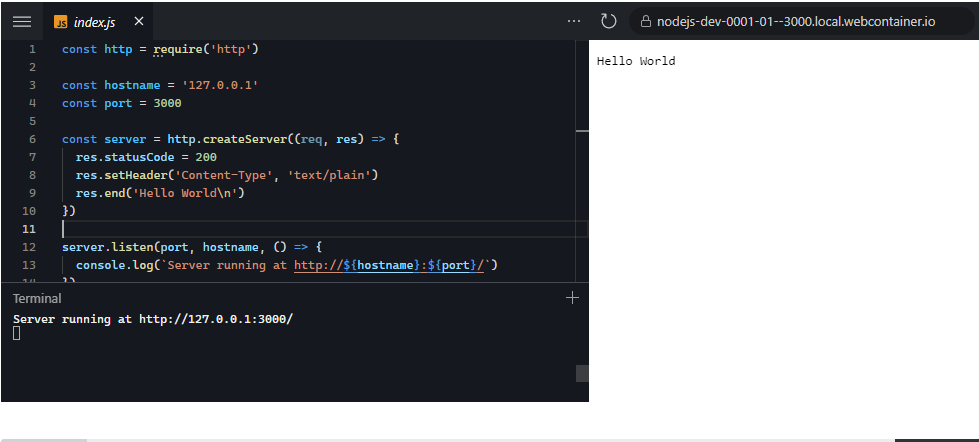 JS index.js ✕
nodejs-dev-0001-01--3000.local.webcontainer.io
1 const http = require('http')
2
3 const hostname = '127.0.0.1'
4 const port = 3000
5
6 const server = http.createServer((req, res) => {
7 res.statusCode = 200
8 res.setHeader('Content-Type', 'text/plain')
9 res.end('Hello World\n')
10 })
11
12 server.listen(port, hostname, () => {
13 console.log(`Server running at http://${hostname}:${port}/`)
14 })
Terminal
Server running at http://127.0.0.1:3000/
Hello World